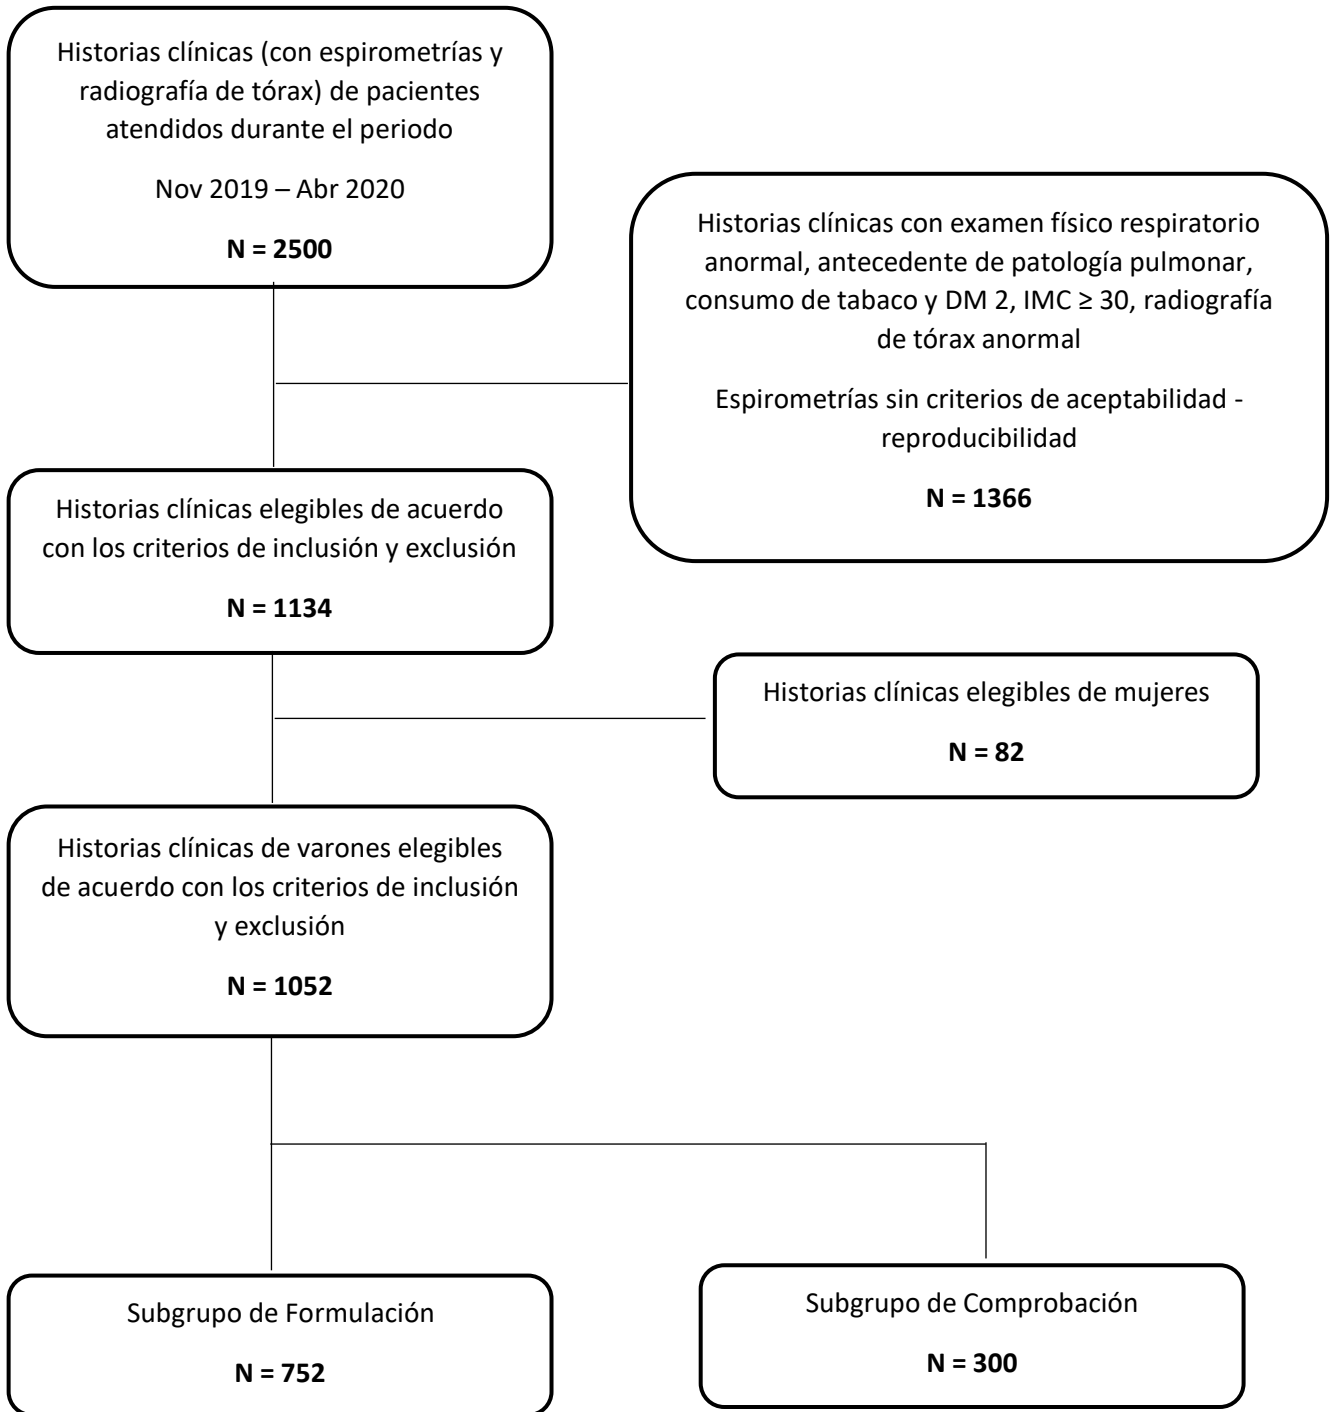 Historias clínicas (con espirometrías y
radiografía de tórax) de pacientes
atendidos durante el periodo
Nov 2019 – Abr 2020
N = 2500
Historias clínicas con examen físico respiratorio
anormal, antecedente de patología pulmonar,
consumo de tabaco y DM 2, IMC ≥ 30, radiografía
de tórax anormal
Espirometrías sin criterios de aceptabilidad -
reproducibilidad
N = 1366
Historias clínicas elegibles de acuerdo
con los criterios de inclusión y exclusión
N = 1134
Historias clínicas elegibles de mujeres
N = 82
Historias clínicas de varones elegibles
de acuerdo con los criterios de inclusión
y exclusión
N = 1052
Subgrupo de Formulación
N = 752
Subgrupo de Comprobación
N = 300